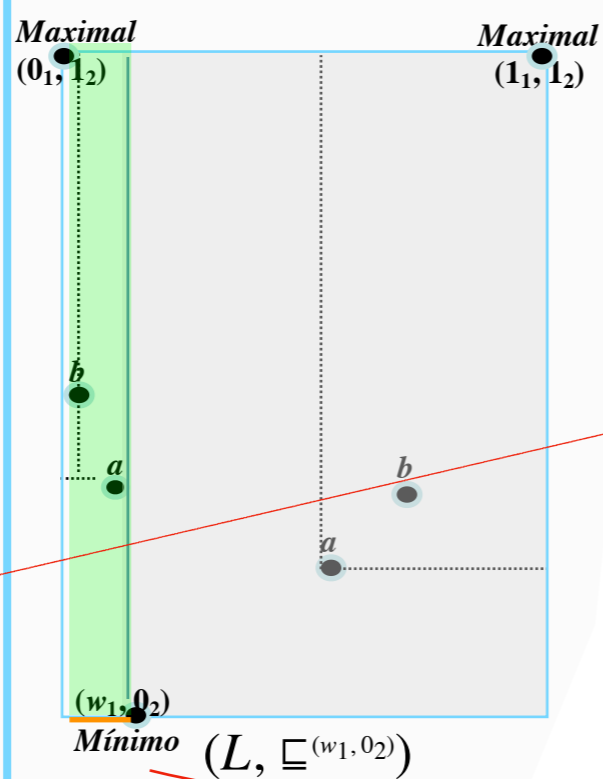 Maximal Maximal
(0₁, 1₂) (1₁, 1₂)
b
a
b
a
(w₁, 0₂)
Mínimo
(L, ⊑^(w₁, 0₂))